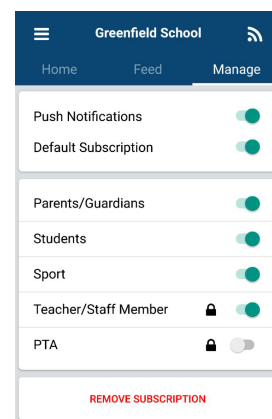 Greenfield School
Home Feed Manage
Push Notifications
Default Subscription
Parents/Guardians
Students
Sport
Teacher/Staff Member
PTA
REMOVE SUBSCRIPTION